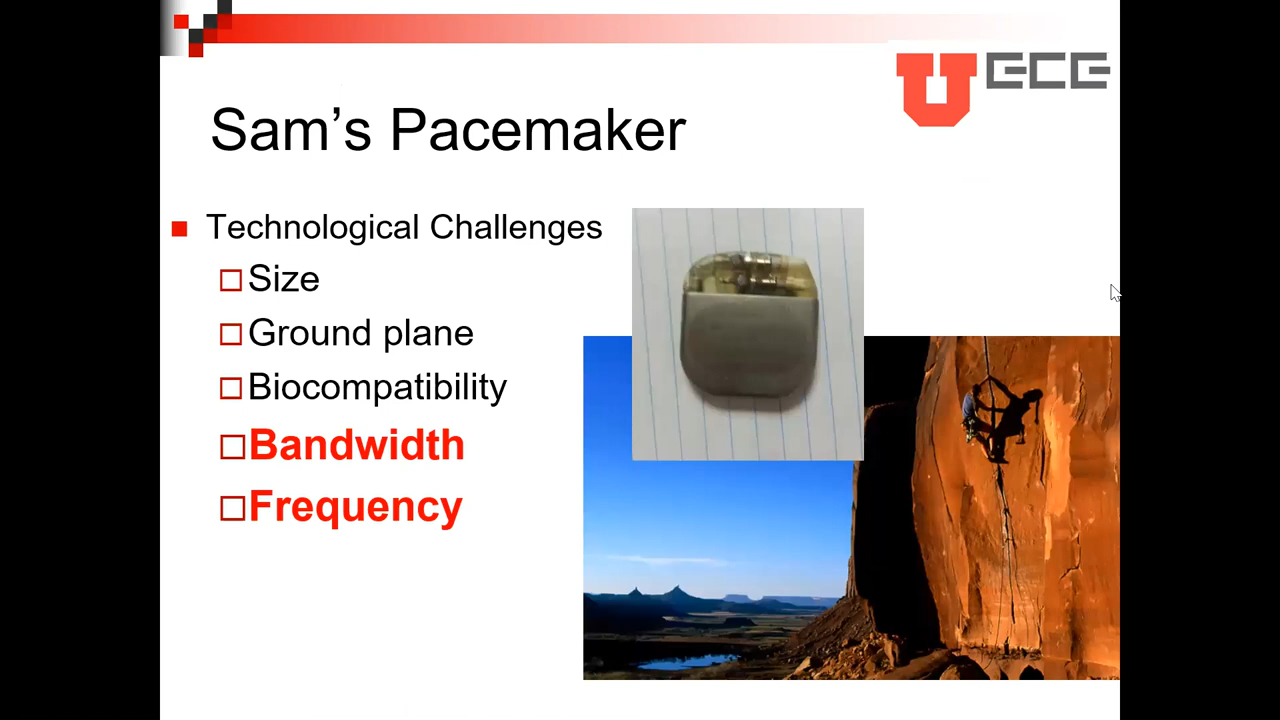 U ECE
Sam’s Pacemaker
Technological Challenges
Size
Ground plane
Biocompatibility
Bandwidth
Frequency